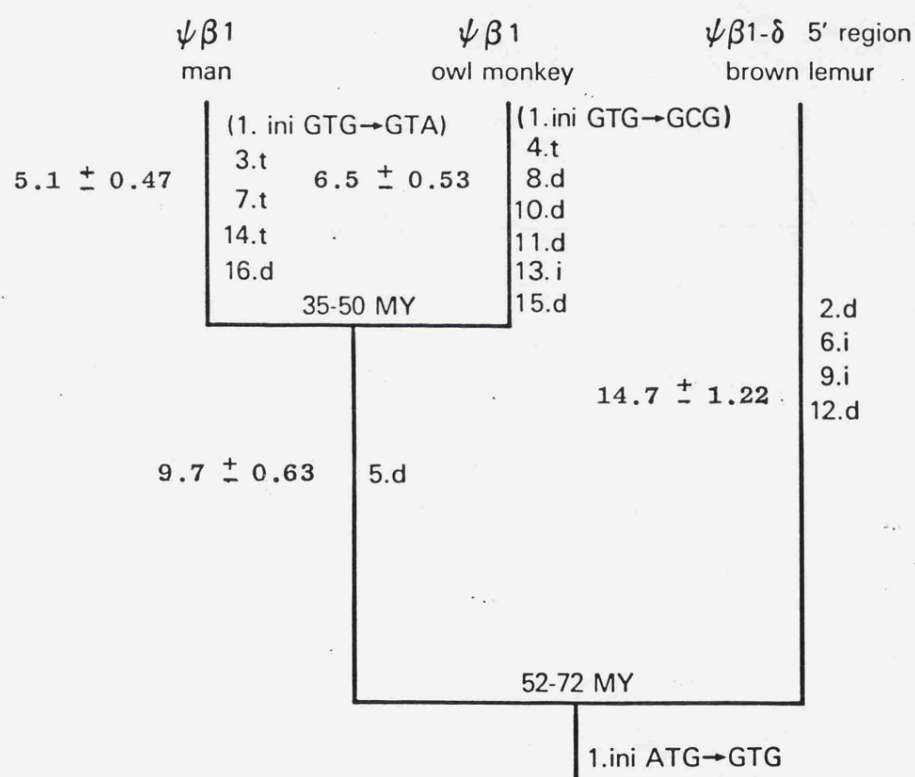 ψβ1 ψβ1 ψβ1-δ 5' region
man owl monkey brown lemur
(1. ini GTG→GTA)
3.t
7.t
14.t
16.d
5.1 ± 0.47
(1.ini GTG→GCG)
4.t
8.d
10.d
11.d
13.i
15.d
6.5 ± 0.53
35-50 MY
2.d
6.i
9.i
12.d
14.7 ± 1.22
9.7 ± 0.63 5.d
52-72 MY
1.ini ATG→GTG